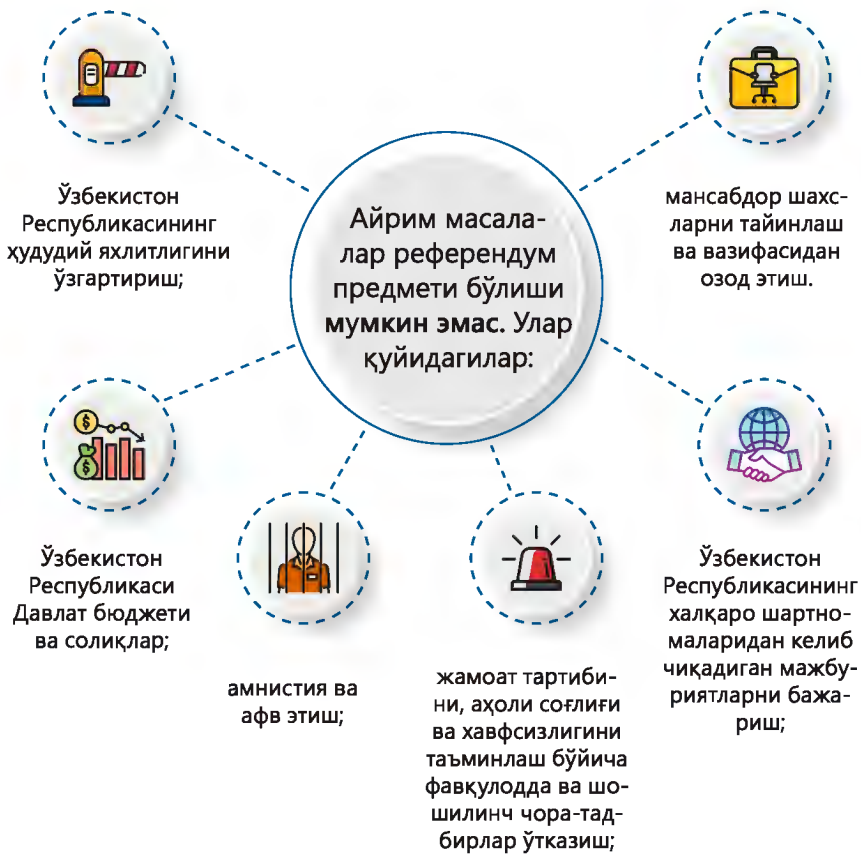 Айрим масала-
лар референдум
предмети бўлиши
мумкин эмас. Улар
қуйидагилар:
Ўзбекистон
Республикасининг
ҳудудий яхлитлигини
ўзгартириш;
Ўзбекистон
Республикаси
Давлат бюджети
ва солиқлар;
амнистия ва
афв этиш;
жамоат тартиби-
ни, аҳоли соғлиғи
ва хавфсизлигини
таъминлаш бўйича
фавқулодда ва шо-
шилинч чора-тад-
бирлар ўтказиш;
Ўзбекистон
Республикасининг
халқаро шартно-
маларидан келиб
чиқадиган мажбу-
риятларни бажа-
риш;
мансабдор шахс-
ларни тайинлаш
ва вазифасидан
озод этиш.